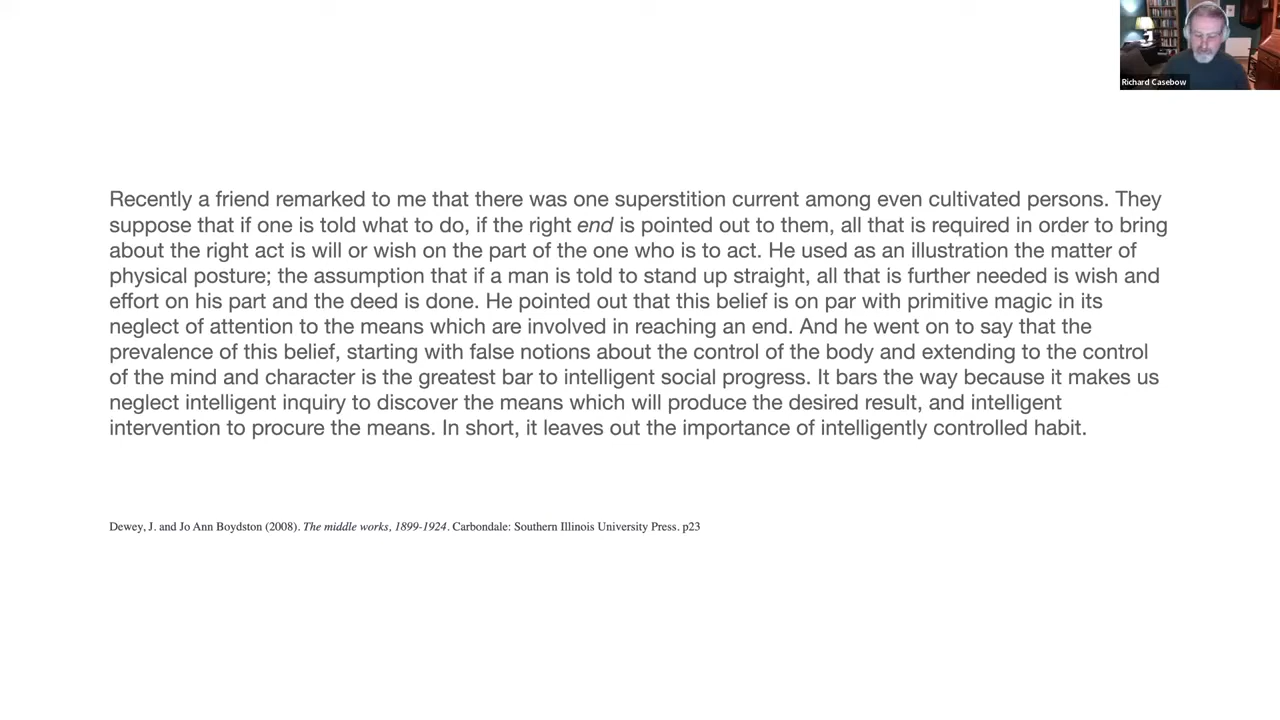 Richard Casebow
Recently a friend remarked to me that there was one superstition current among even cultivated persons. They
suppose that if one is told what to do, if the right end is pointed out to them, all that is required in order to bring
about the right act is will or wish on the part of the one who is to act. He used as an illustration the matter of
physical posture; the assumption that if a man is told to stand up straight, all that is further needed is wish and
effort on his part and the deed is done. He pointed out that this belief is on par with primitive magic in its
neglect of attention to the means which are involved in reaching an end. And he went on to say that the
prevalence of this belief, starting with false notions about the control of the body and extending to the control
of the mind and character is the greatest bar to intelligent social progress. It bars the way because it makes us
neglect intelligent inquiry to discover the means which will produce the desired result, and intelligent
intervention to procure the means. In short, it leaves out the importance of intelligently controlled habit.
Dewey, J. and Jo Ann Boydston (2008). The middle works, 1899-1924. Carbondale: Southern Illinois University Press. p23